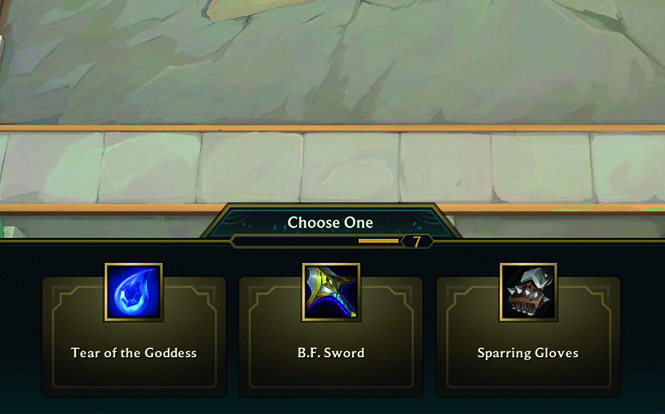 Choose One
7
Tear of the Goddess
B.F. Sword
Sparring Gloves